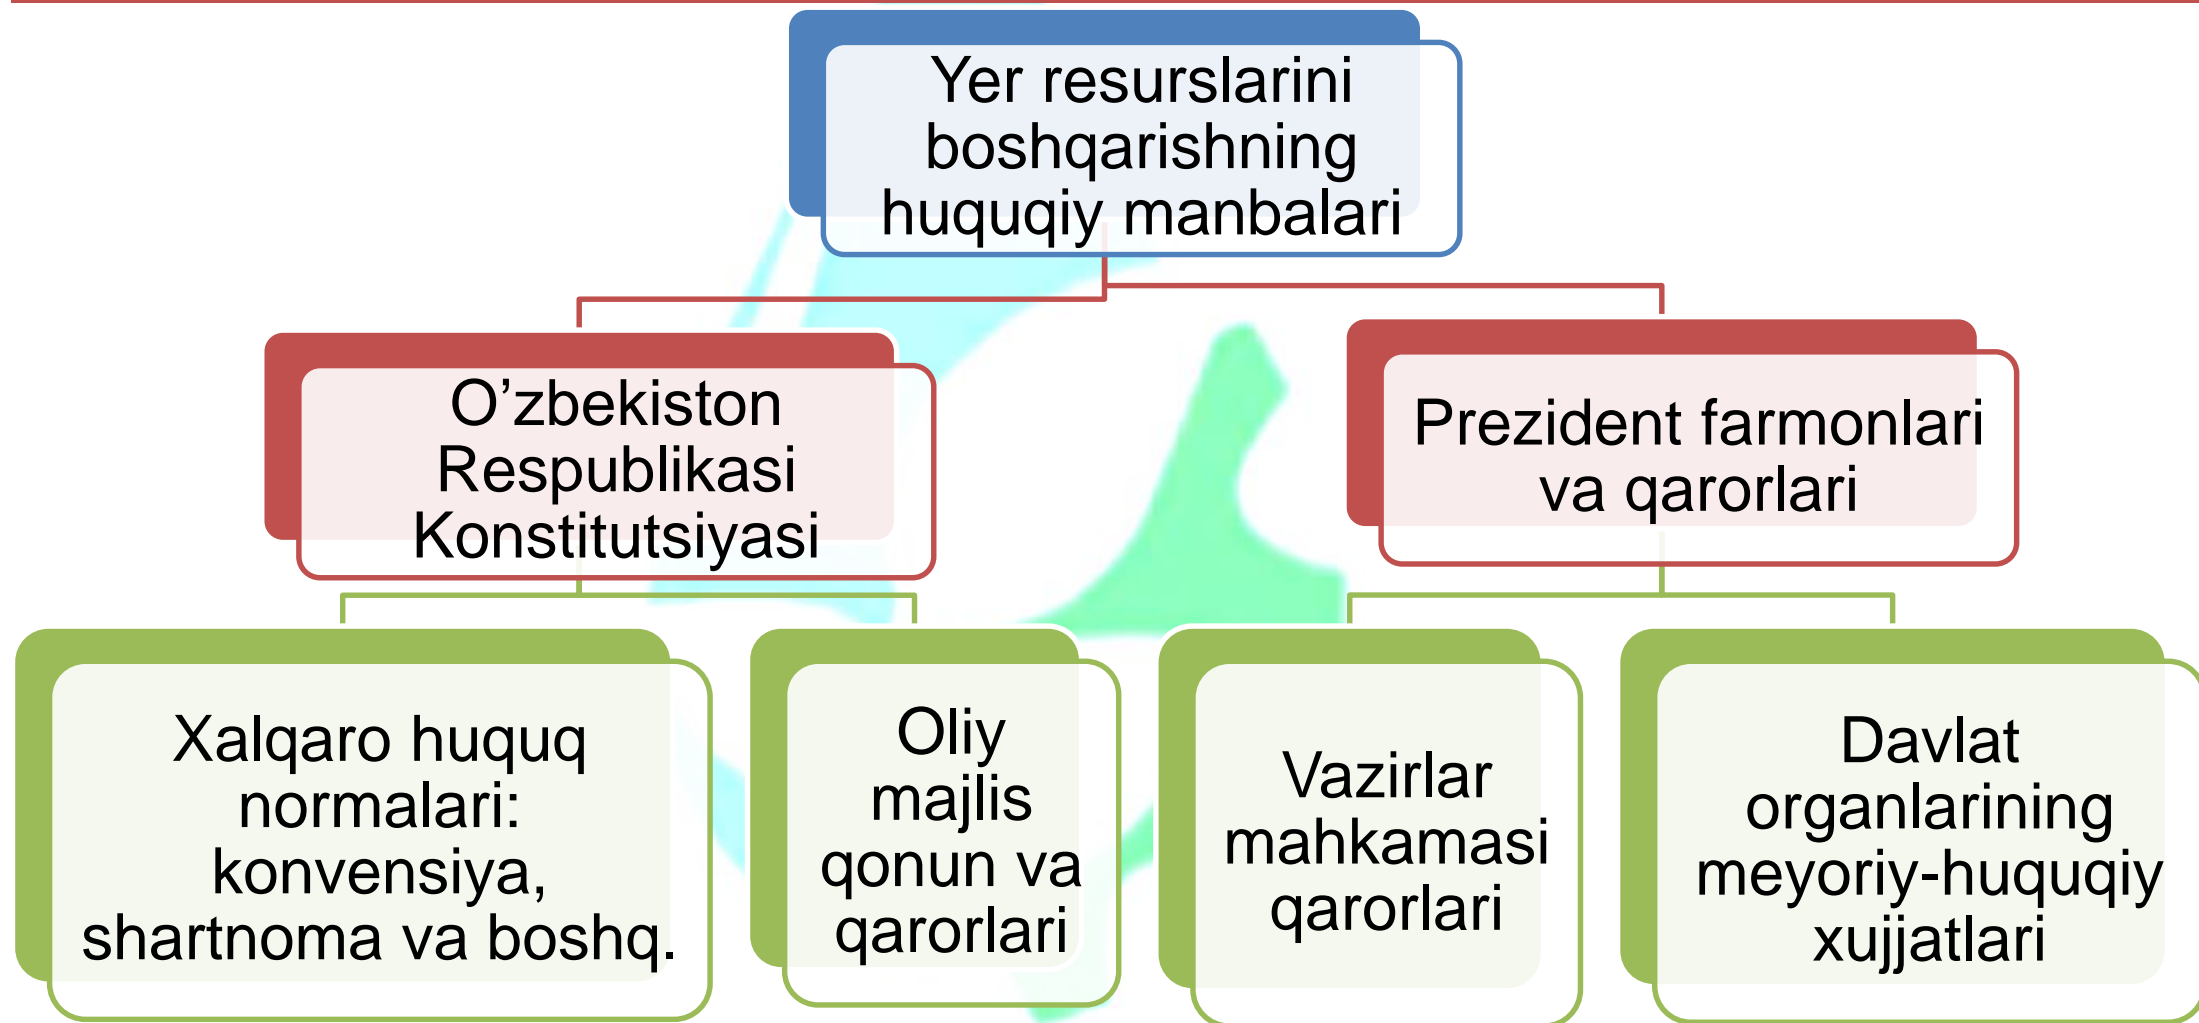 Yer resurslarini
boshqarishning
huquqiy manbalari
O’zbekiston
Respublikasi
Konstitutsiyasi
Prezident farmonlari
va qarorlari
Xalqaro huquq
normalari:
konvensiya,
shartnoma va boshq.
Oliy
majlis
qonun va
qarorlari
Vazirlar
mahkamasi
qarorlari
Davlat
organlarining
meyoriy-huquqiy
xujjatlari